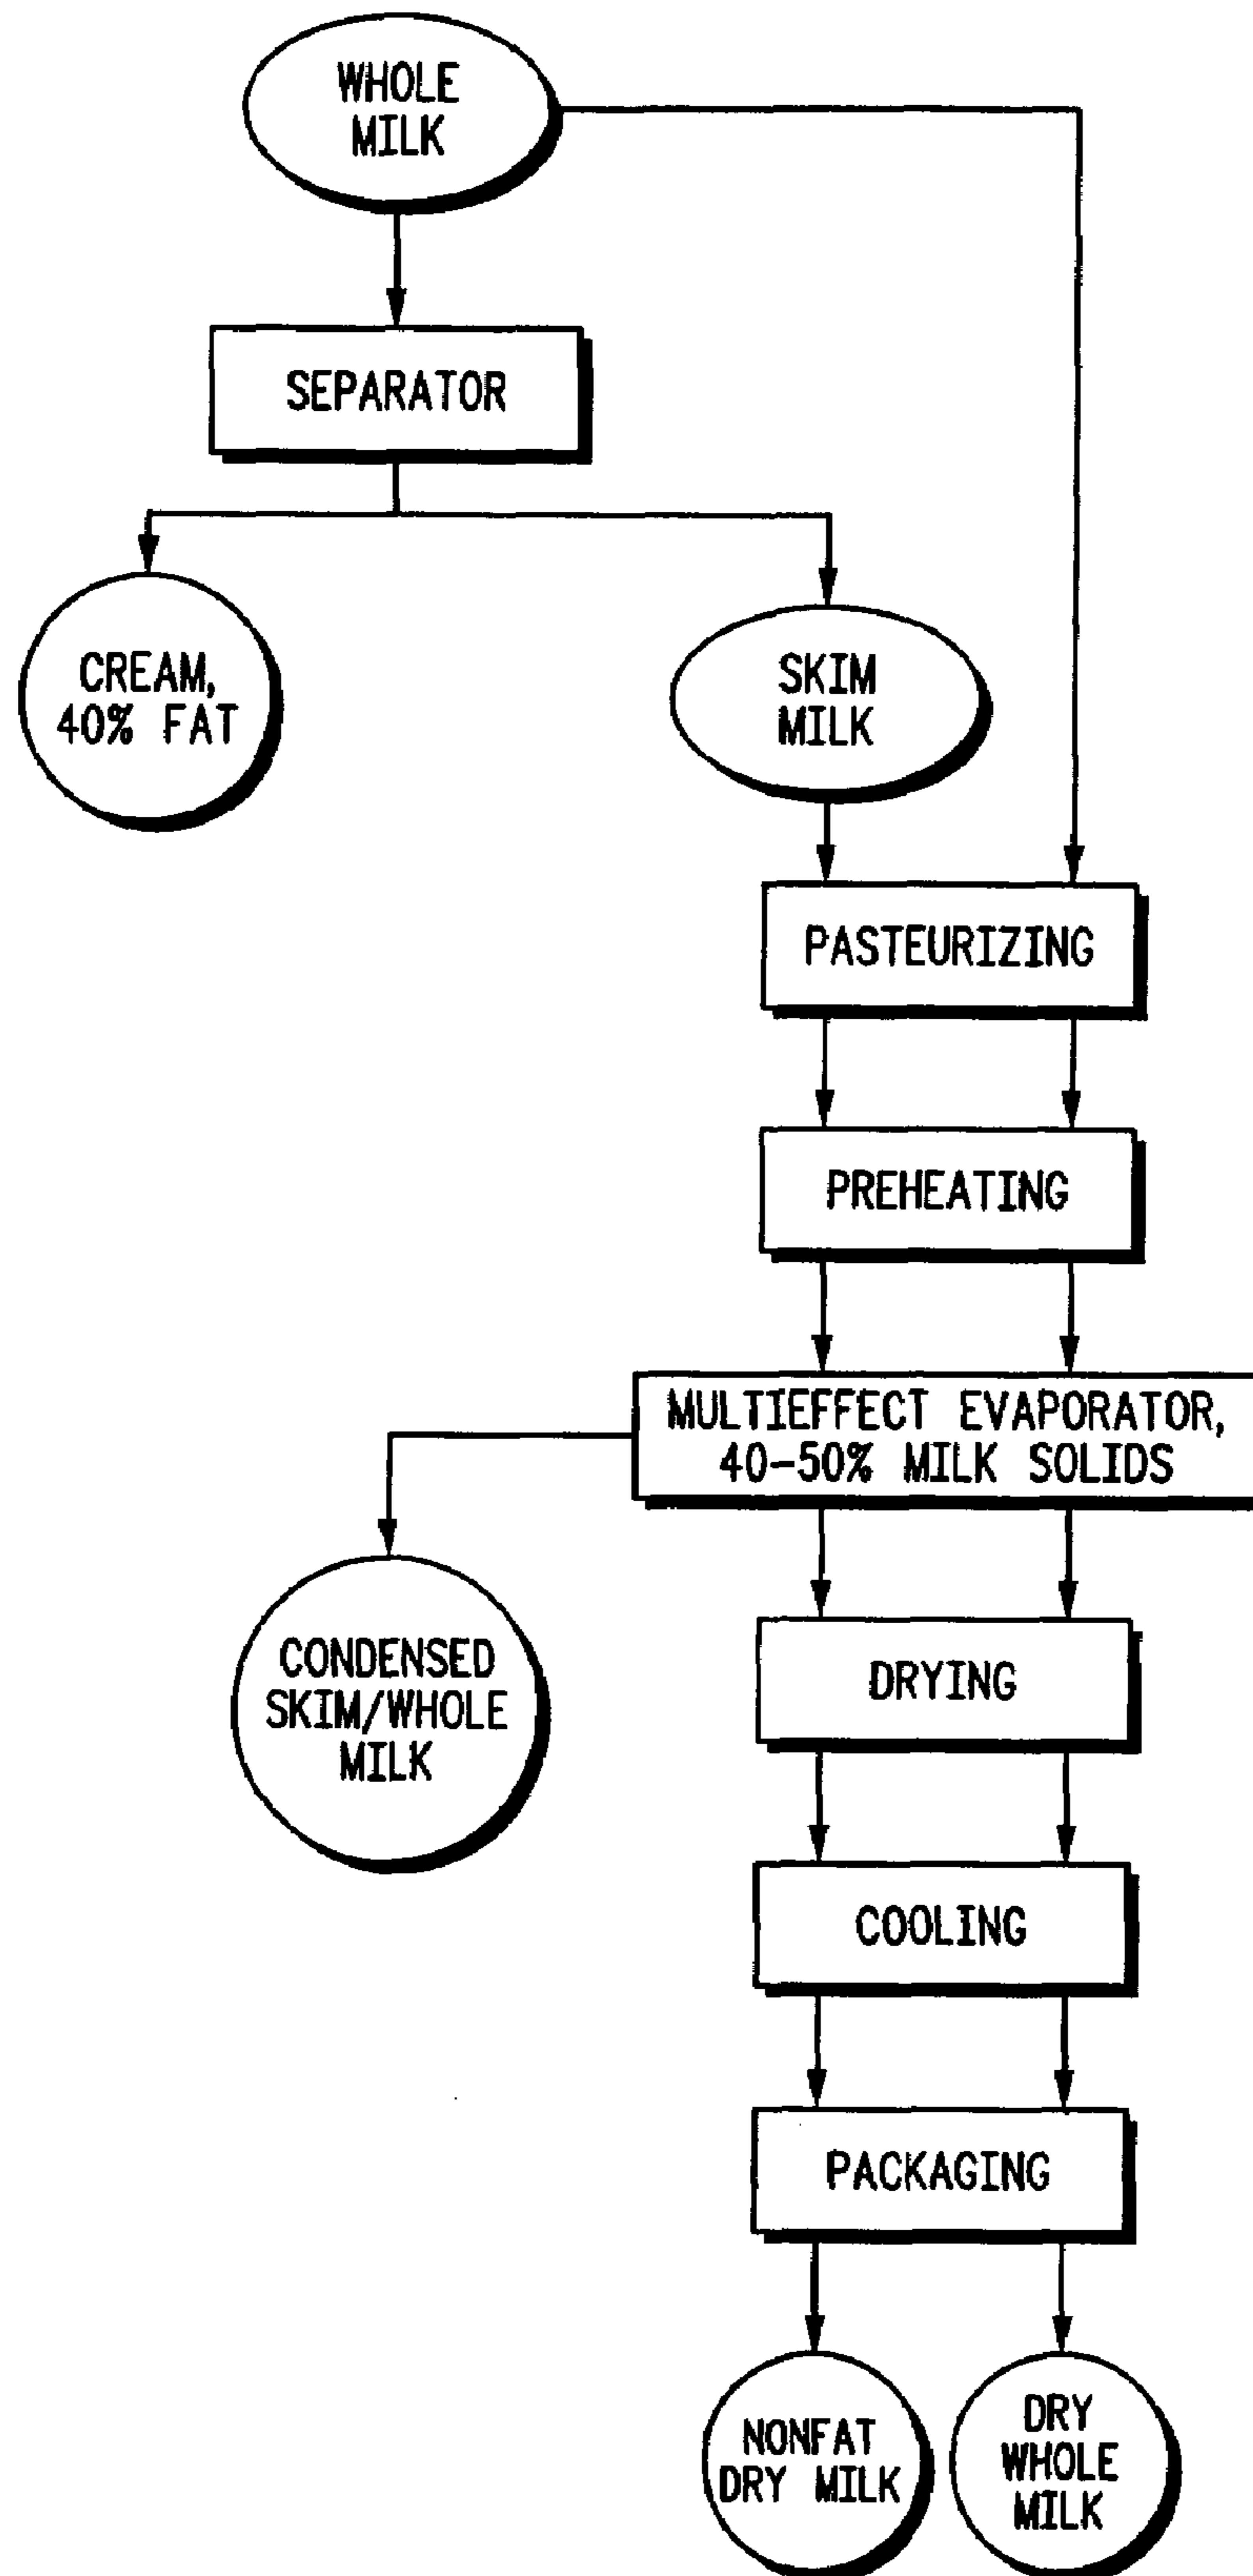 WHOLE
MILK
SEPARATOR
CREAM,
40% FAT
SKIM
MILK
PASTEURIZING
PREHEATING
MULTIEFFECT EVAPORATOR,
40-50% MILK SOLIDS
CONDENSED
SKIM/WHOLE
MILK
DRYING
COOLING
PACKAGING
NONFAT
DRY MILK
DRY
WHOLE
MILK